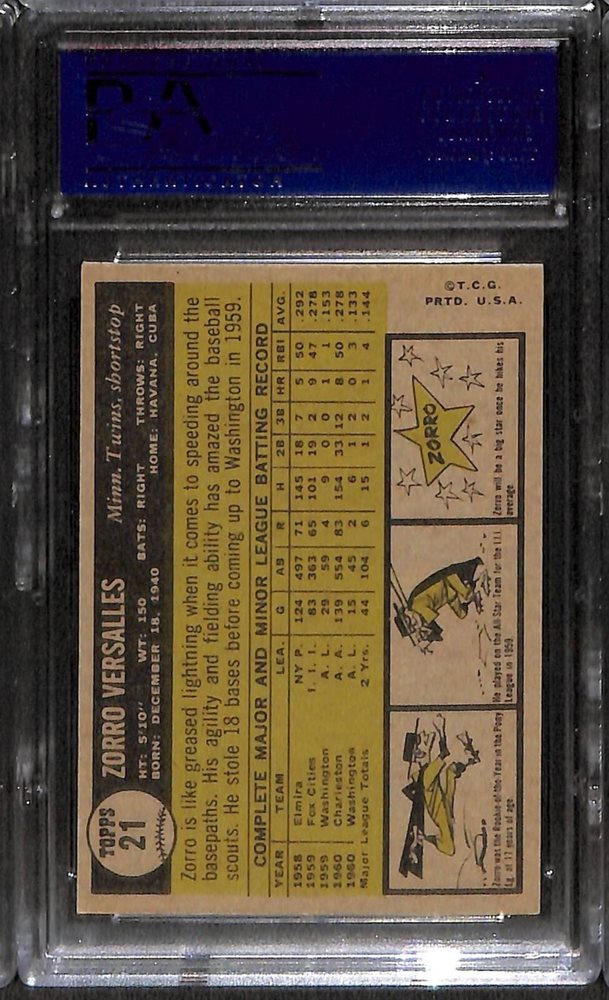 TOPPS
21
ZORRO VERSALLES
Minn. Twins, shortstop
HT: 5'10" WT: 150 BATS: RIGHT THROWS: RIGHT
BORN: DECEMBER 18, 1940 HOME: HAVANA, CUBA
Zorro is like greased lightning when it comes to speeding around the
basepaths. His agility and fielding ability has amazed the baseball
scouts. He stole 18 bases before coming up to Washington in 1959.
COMPLETE MAJOR AND MINOR LEAGUE BATTING RECORD
YEAR TEAM LEA. G AB R H 2B 3B HR RBI AVG.
1958 Elmira NY P. 124 497 71 145 18 7 5 50 .292
1959 Fox Cities I. I. I. 83 363 65 101 19 2 9 47 .278
1959 Washington A. L. 29 59 4 9 0 0 1 1 .153
1960 Charleston A. A. 139 554 83 154 33 12 8 50 .278
1960 Washington A. L. 15 45 2 6 1 2 0 3 .133
Major League Totals 2 Yrs. 44 104 6 15 1 2 1 4 .144
Zorro was the Rookie-of-the-Year in the Pony
Lg. at 17 years of age.
He played on the All-Star Team for the I.I.I.
League in 1959.
ZORRO
Zorro will be a big star once he hikes his
average.
©T.C.G.
PRTD. U.S.A.